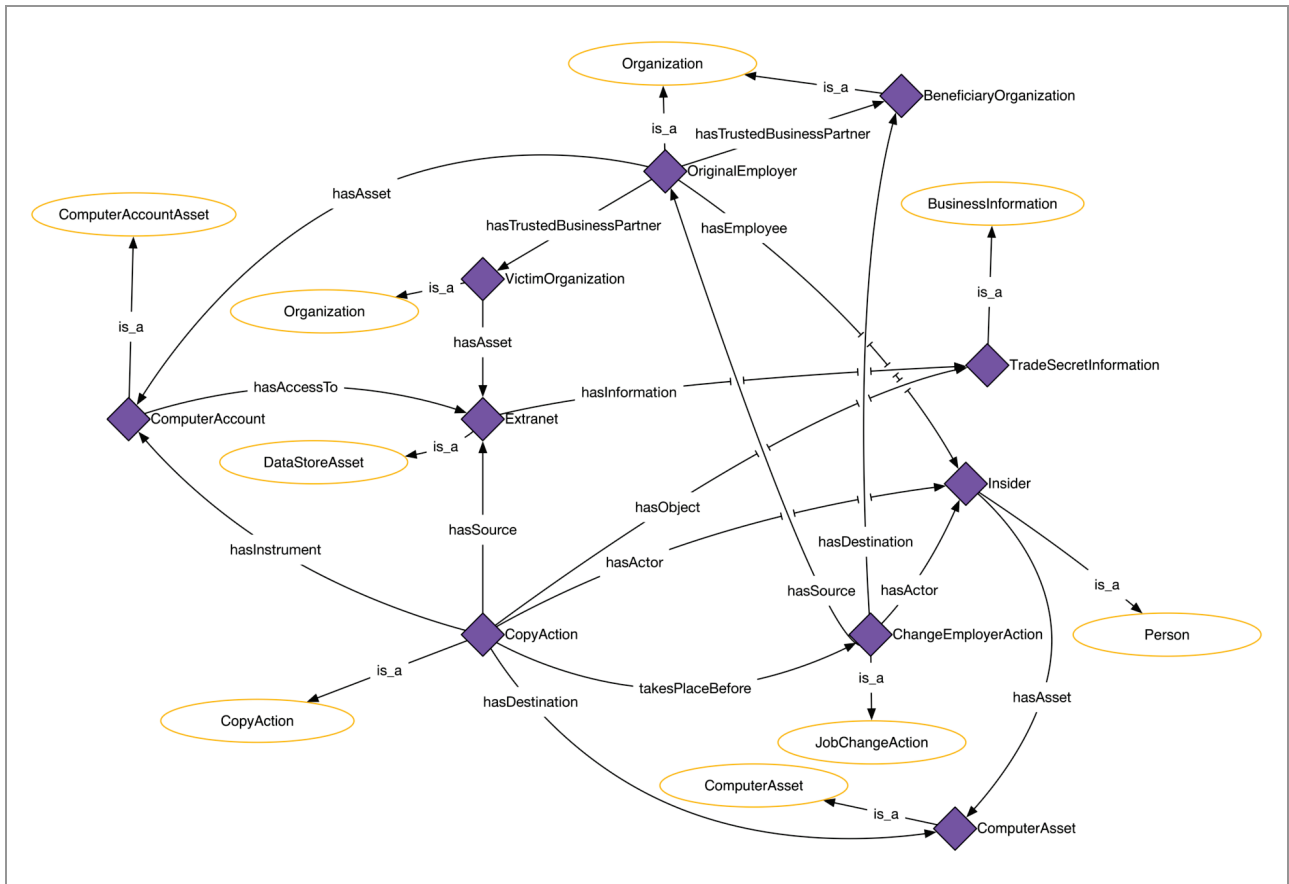 Organization
is_a
BeneficiaryOrganization
is_a
hasTrustedBusinessPartner
OriginalEmployer
hasAsset
ComputerAccountAsset
BusinessInformation
hasTrustedBusinessPartner
hasEmployee
VictimOrganization
is_a
Organization
is_a
is_a
hasAsset
TradeSecretInformation
hasAccessTo
hasInformation
ComputerAccount
Extranet
is_a
DataStoreAsset
Insider
hasObject
hasSource
hasDestination
hasInstrument
hasActor
is_a
hasSource
hasActor
CopyAction
ChangeEmployerAction
Person
is_a
is_a
takesPlaceBefore
hasDestination
hasAsset
CopyAction
JobChangeAction
ComputerAsset
is_a
ComputerAsset